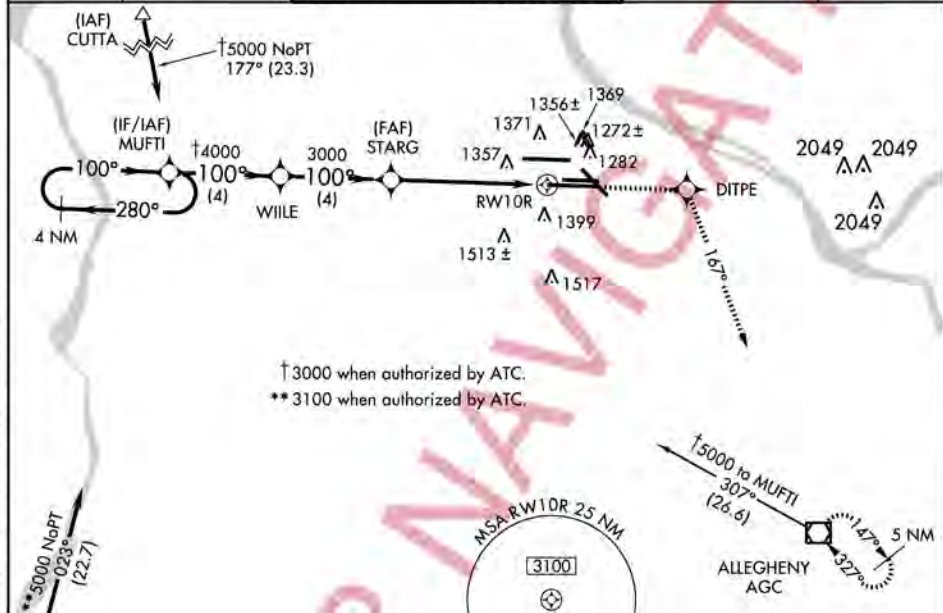 (IAF)
CUTTA
†5000 NoPT
177° (23.3)
(IF/IAF)
MUFTI
100°
280°
4 NM
†4000
100°
(4)
WIILE
3000
100°
(4)
(FAF)
STARG
1356±
1369
1371
1272±
1357
1282
RW10R
DITPE
1399
1513 ±
1517
2049
2049
2049
167°
†3000 when authorized by ATC.
**3100 when authorized by ATC.
**5000 NoPT
023°
(22.7)
MSA RW10R 25 NM
3100
†5000 to MUFTI
307°
(26.6)
ALLEGHENY
AGC
147°
327°
5 NM
NAVIGATI